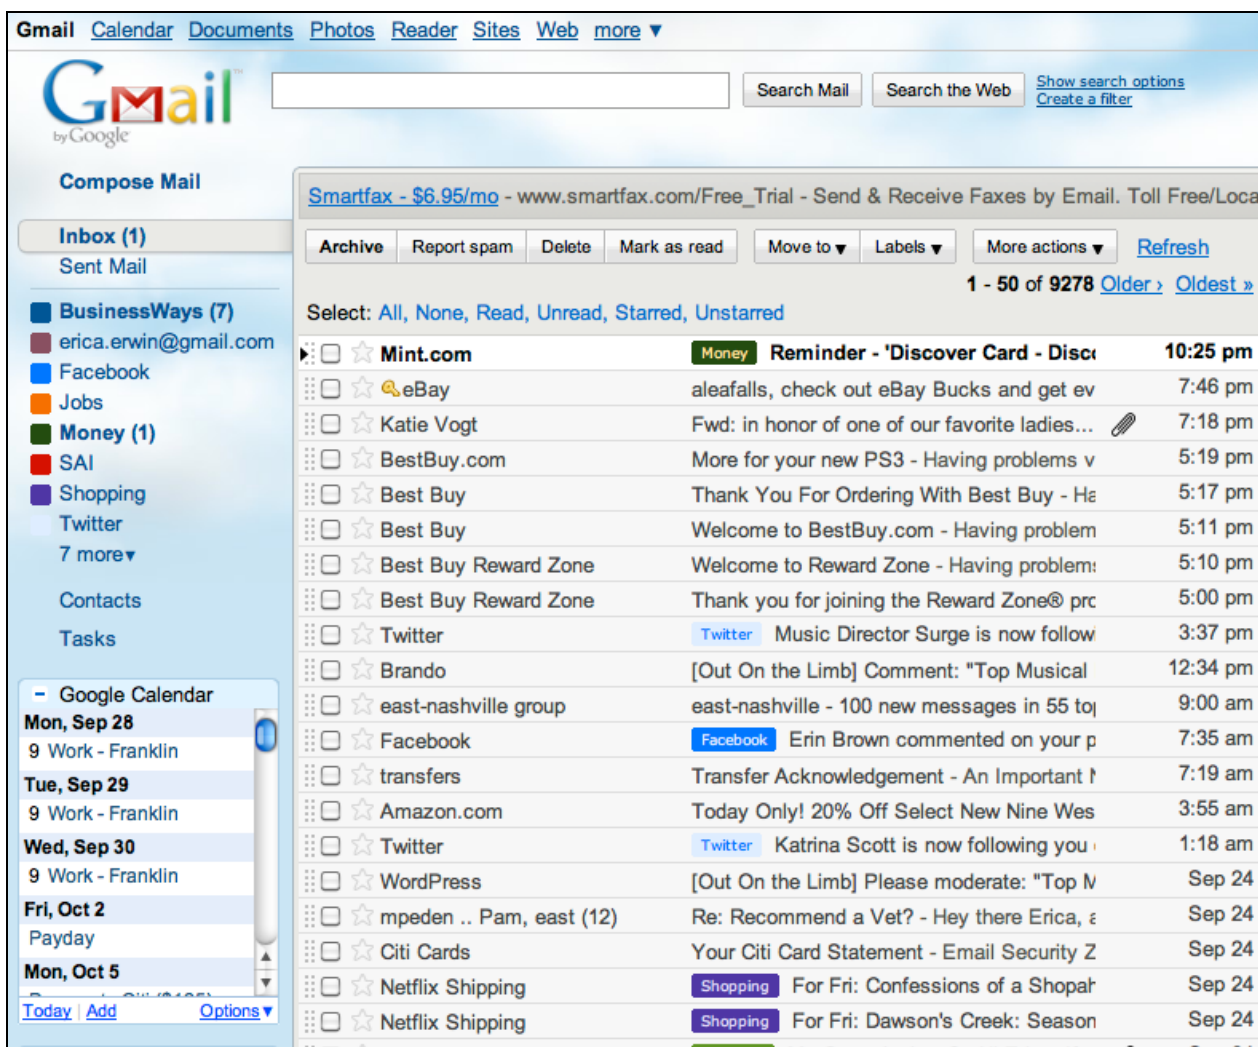 Gmail Calendar Documents Photos Reader Sites Web more ▼
Gmail™
by Google
Search Mail Search the Web Show search options
Create a filter
Compose Mail
Inbox (1)
Sent Mail
BusinessWays (7)
erica.erwin@gmail.com
Facebook
Jobs
Money (1)
SAI
Shopping
Twitter
7 more▼
Contacts
Tasks
Google Calendar
Mon, Sep 28
9 Work - Franklin
Tue, Sep 29
9 Work - Franklin
Wed, Sep 30
9 Work - Franklin
Fri, Oct 2
Payday
Mon, Oct 5
Today | Add Options▼
Smartfax - $6.95/mo - www.smartfax.com/Free_Trial - Send & Receive Faxes by Email. Toll Free/Loca
Archive Report spam Delete Mark as read Move to ▼ Labels ▼ More actions ▼ Refresh
1 - 50 of 9278 Older › Oldest »
Select: All, None, Read, Unread, Starred, Unstarred
Mint.com Money Reminder - 'Discover Card - Disc 10:25 pm
eBay aleafalls, check out eBay Bucks and get ev 7:46 pm
Katie Vogt Fwd: in honor of one of our favorite ladies... 7:18 pm
BestBuy.com More for your new PS3 - Having problems v 5:19 pm
Best Buy Thank You For Ordering With Best Buy - Ha 5:17 pm
Best Buy Welcome to BestBuy.com - Having problem 5:11 pm
Best Buy Reward Zone Welcome to Reward Zone - Having problems 5:10 pm
Best Buy Reward Zone Thank you for joining the Reward Zone® prc 5:00 pm
Twitter Twitter Music Director Surge is now followi 3:37 pm
Brando [Out On the Limb] Comment: "Top Musical 12:34 pm
east-nashville group east-nashville - 100 new messages in 55 top 9:00 am
Facebook Facebook Erin Brown commented on your p 7:35 am
transfers Transfer Acknowledgement - An Important 7:19 am
Amazon.com Today Only! 20% Off Select New Nine Wes 3:55 am
Twitter Twitter Katrina Scott is now following you 1:18 am
WordPress [Out On the Limb] Please moderate: "Top M Sep 24
mpeden .. Pam, east (12) Re: Recommend a Vet? - Hey there Erica, a Sep 24
Citi Cards Your Citi Card Statement - Email Security Z Sep 24
Netflix Shipping Shopping For Fri: Confessions of a Shopah Sep 24
Netflix Shipping Shopping For Fri: Dawson's Creek: Season Sep 24